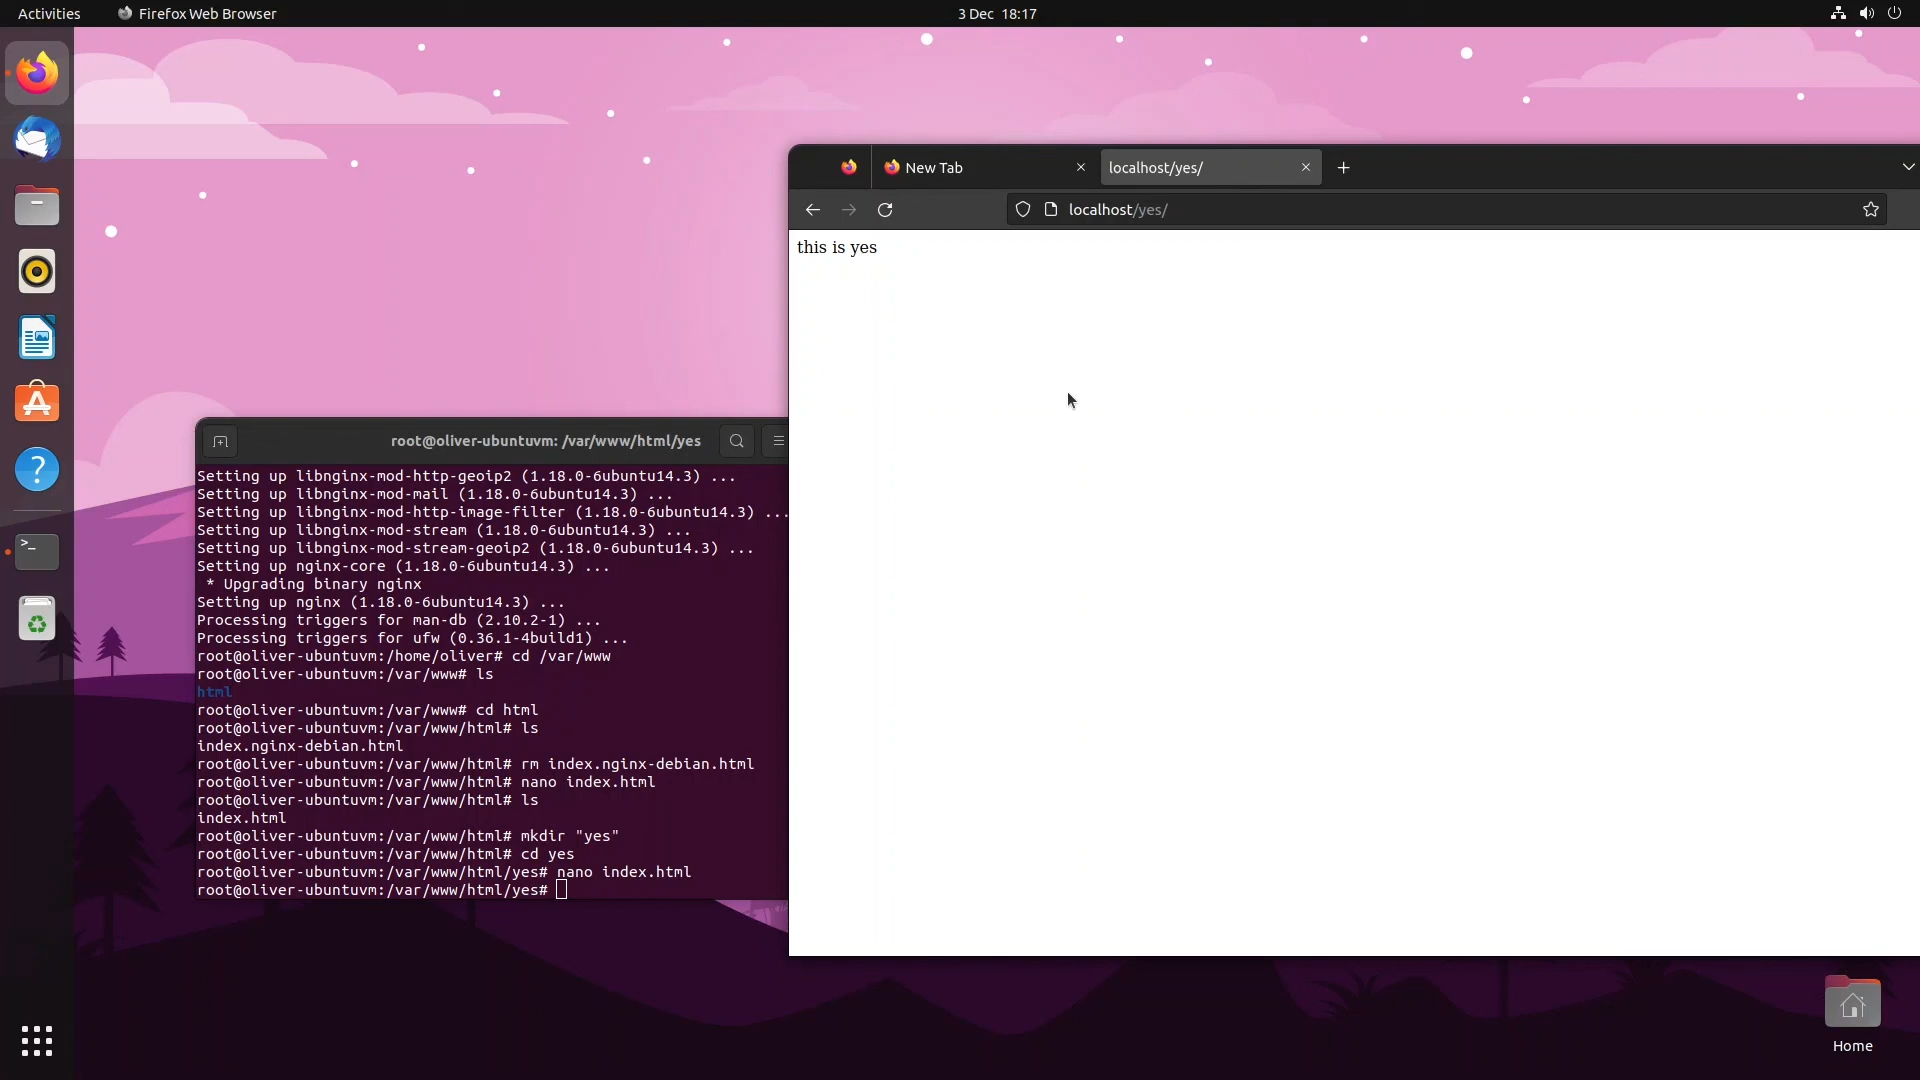 Activities
Firefox Web Browser
3 Dec 18:17
New Tab
localhost/yes/
localhost/yes/
this is yes
root@oliver-ubuntuvm: /var/www/html/yes
Setting up libnginx-mod-http-geoip2 (1.18.0-6ubuntu14.3) ...
Setting up libnginx-mod-mail (1.18.0-6ubuntu14.3) ...
Setting up libnginx-mod-http-image-filter (1.18.0-6ubuntu14.3) ...
Setting up libnginx-mod-stream (1.18.0-6ubuntu14.3) ...
Setting up libnginx-mod-stream-geoip2 (1.18.0-6ubuntu14.3) ...
Setting up nginx-core (1.18.0-6ubuntu14.3) ...
* Upgrading binary nginx
Setting up nginx (1.18.0-6ubuntu14.3) ...
Processing triggers for man-db (2.10.2-1) ...
Processing triggers for ufw (0.36.1-4build1) ...
root@oliver-ubuntuvm:/home/oliver# cd /var/www
root@oliver-ubuntuvm:/var/www# ls
html
root@oliver-ubuntuvm:/var/www# cd html
root@oliver-ubuntuvm:/var/www/html# ls
index.nginx-debian.html
root@oliver-ubuntuvm:/var/www/html# rm index.nginx-debian.html
root@oliver-ubuntuvm:/var/www/html# nano index.html
root@oliver-ubuntuvm:/var/www/html# ls
index.html
root@oliver-ubuntuvm:/var/www/html# mkdir "yes"
root@oliver-ubuntuvm:/var/www/html# cd yes
root@oliver-ubuntuvm:/var/www/html/yes# nano index.html
root@oliver-ubuntuvm:/var/www/html/yes#
Home